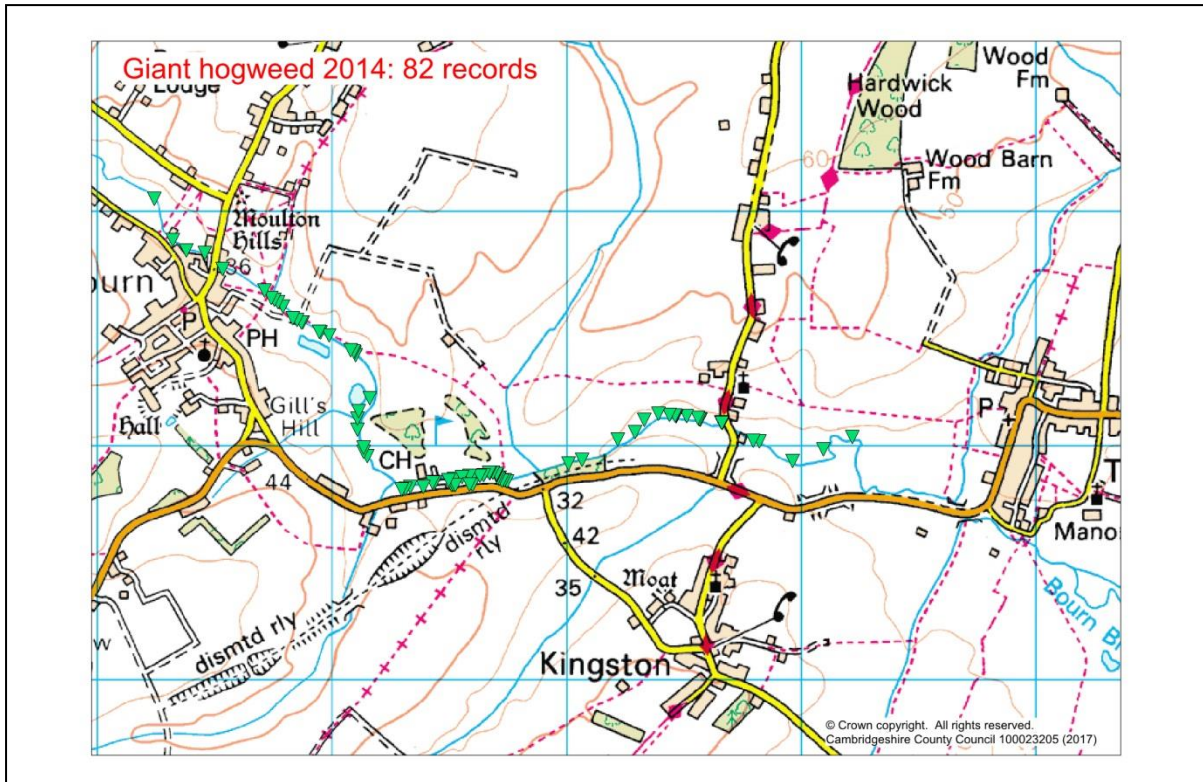 Giant hogweed 2014: 82 records
Lodge
Wood
Fm
Hardwick
Wood
60
Wood Barn
Fm
50
Moulton
Hills
36
ourn
P
PH
Gill's
Hill
Hall
CH
44
32
42
35
dismtd
rly
dismtd rly
Moat
Kingston
P
T
Manor
Bourn B
w
© Crown copyright. All rights reserved.
Cambridgeshire County Council 100023205 (2017)